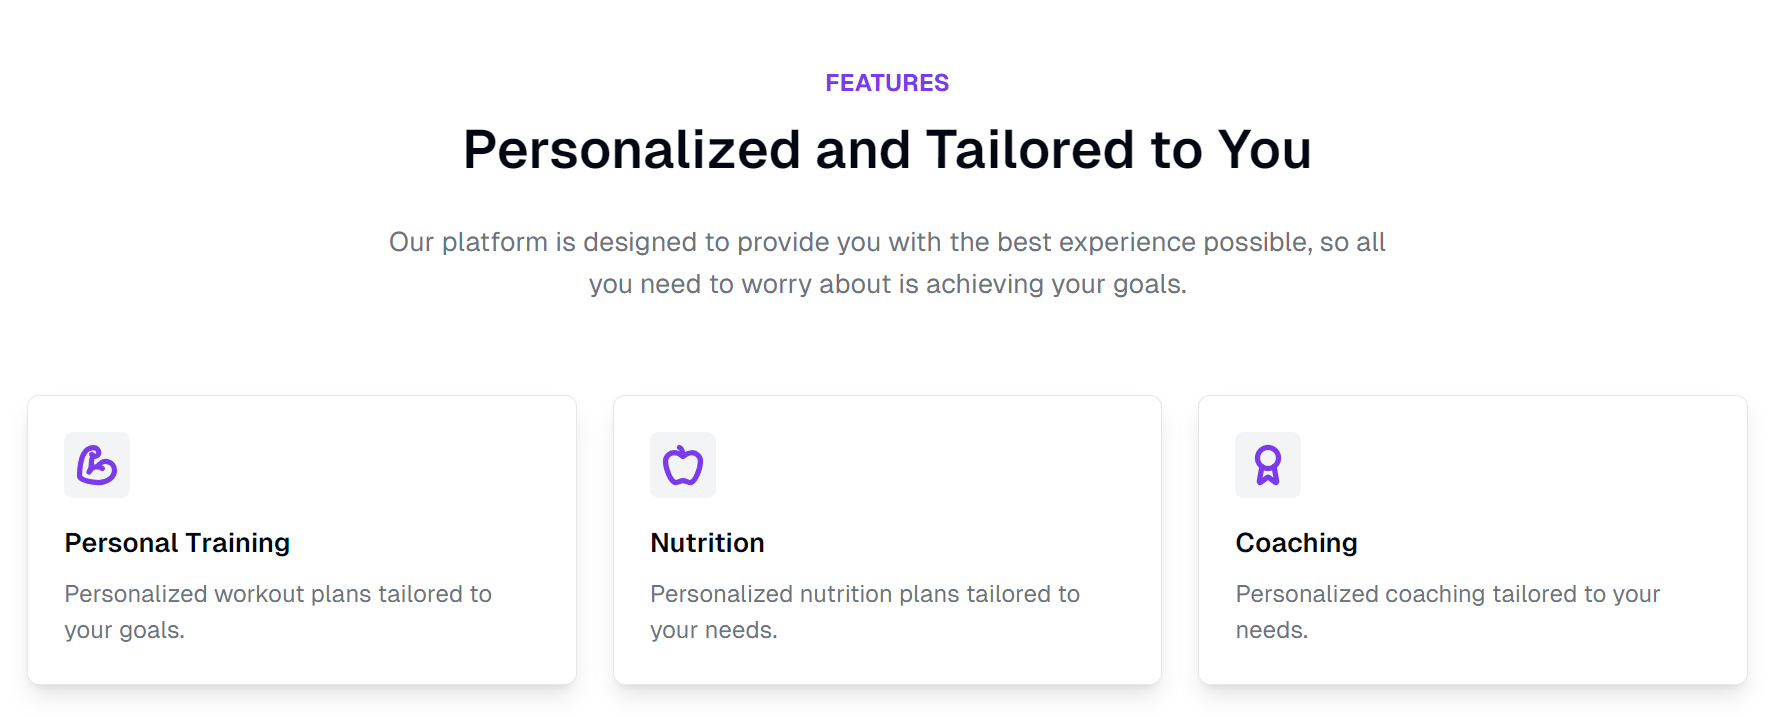 FEATURES
Personalized and Tailored to You
Our platform is designed to provide you with the best experience possible, so all
you need to worry about is achieving your goals.
Personal Training
Personalized workout plans tailored to
your goals.
Nutrition
Personalized nutrition plans tailored to
your needs.
Coaching
Personalized coaching tailored to your
needs.